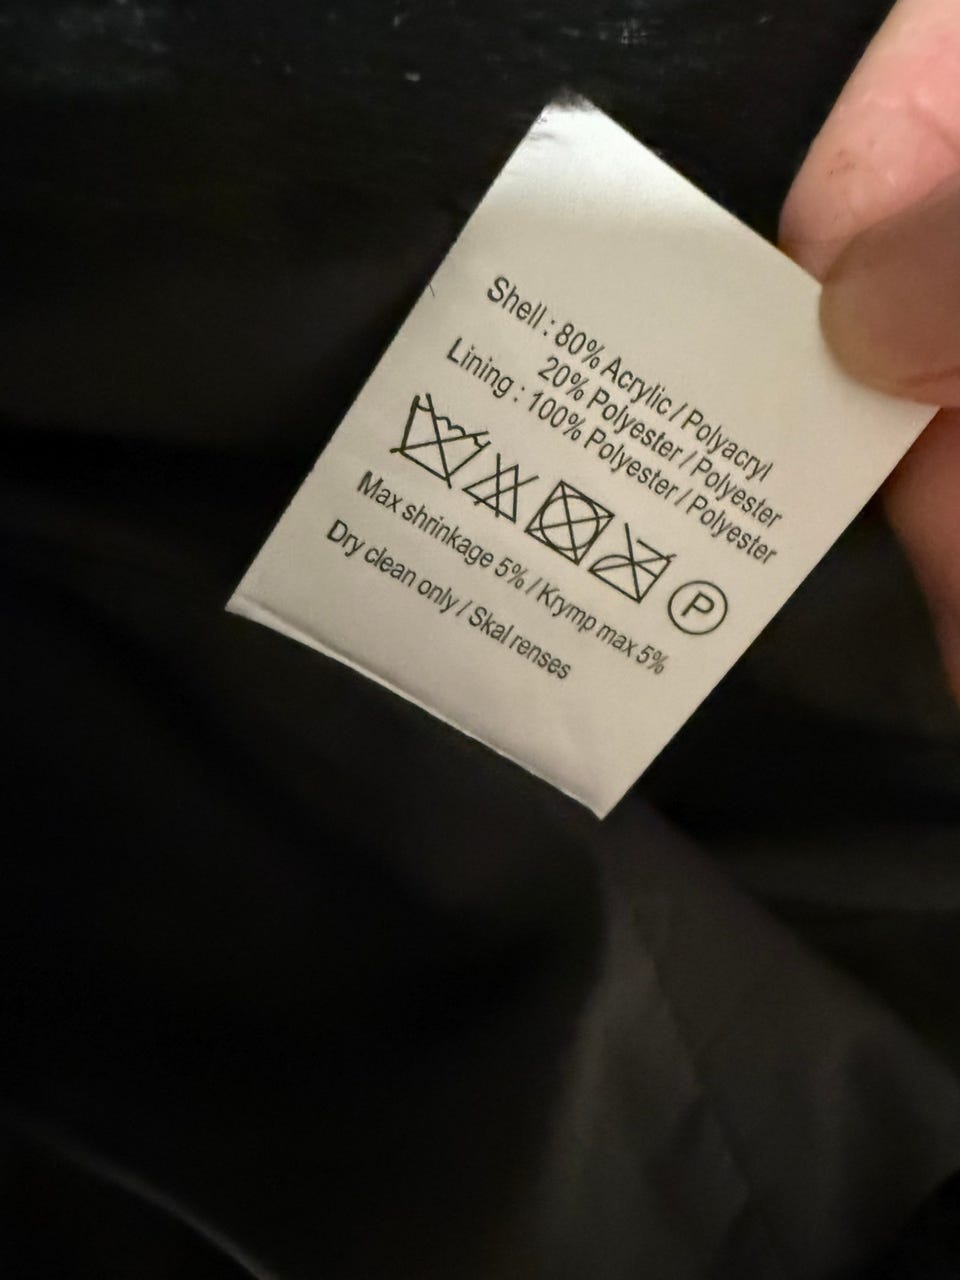 Shell : 80% Acrylic / Polyacryl
20% Polyester / Polyester
Lining : 100% Polyester / Polyester
P
Max shrinkage 5% / Krymp max 5%
Dry clean only / Skal renses